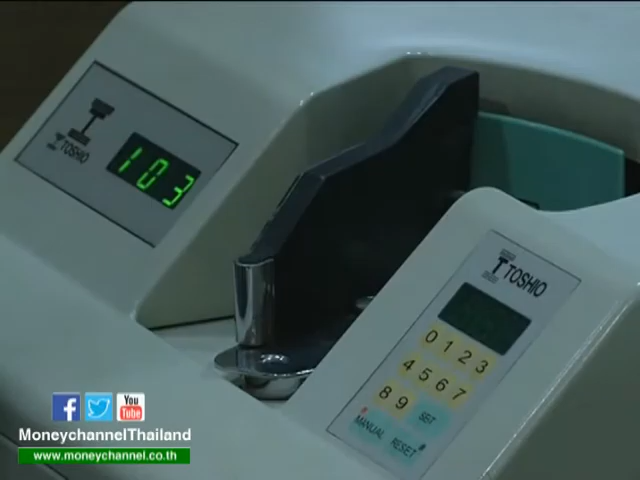 TOSHIO
103
TOSHIO
0 1 2 3
4 5 6 7
8 9 SET
MANUAL RESET
f
You
Tube
MoneychannelThailand
www.moneychannel.co.th